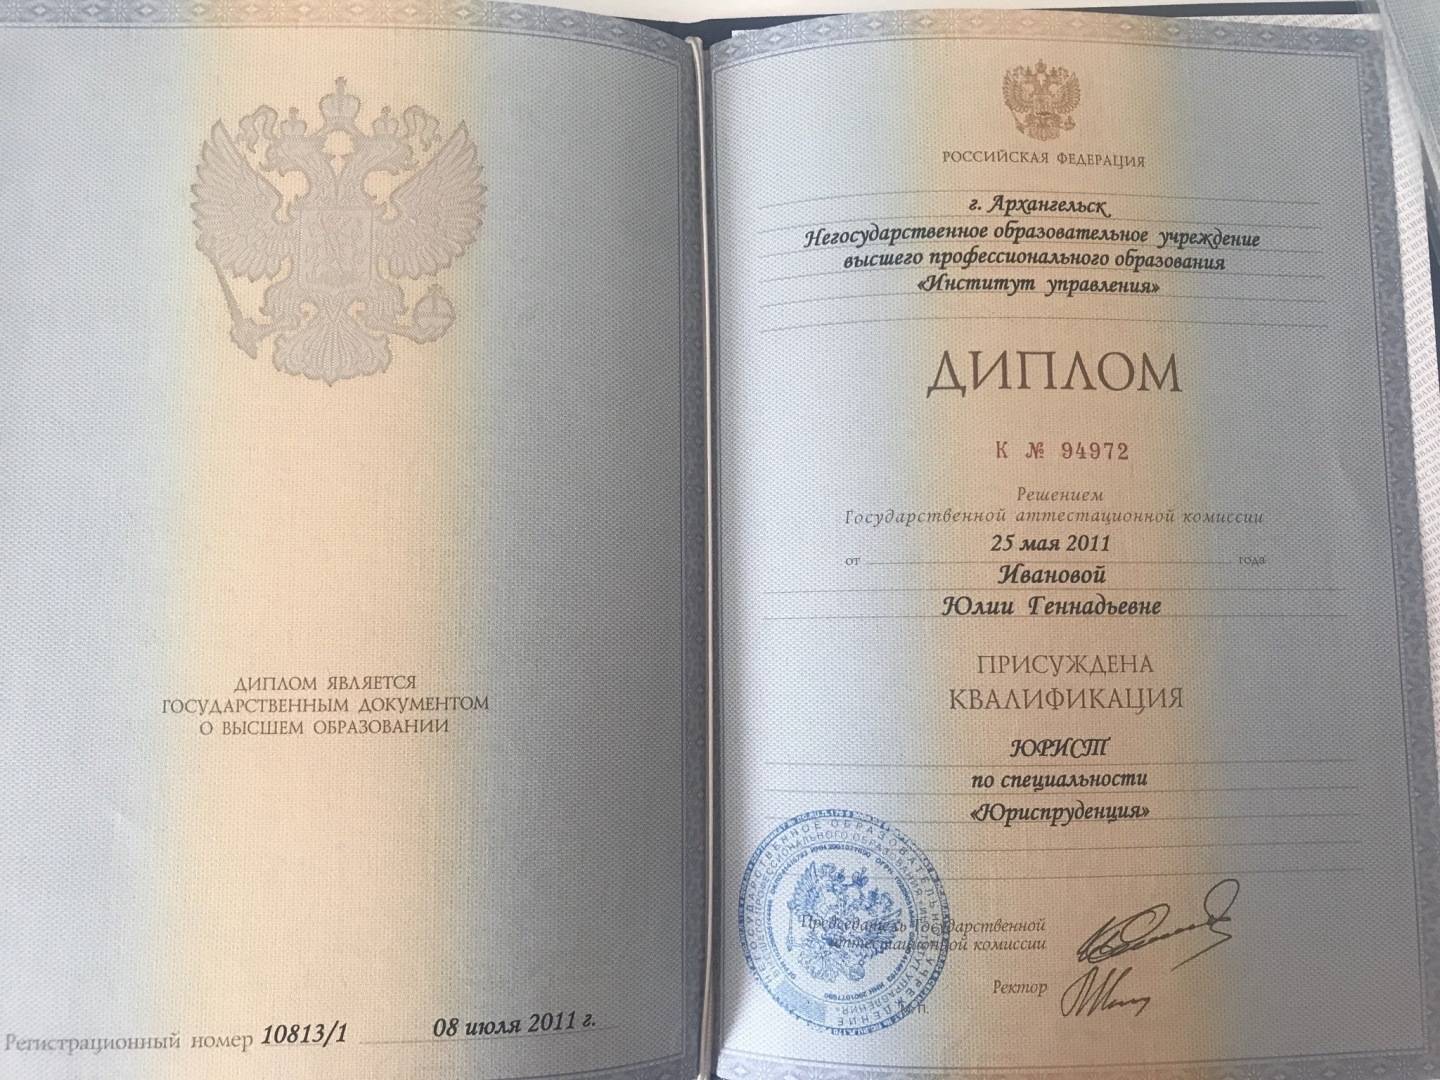 ДИПЛОМ ЯВЛЯЕТСЯ
ГОСУДАРСТВЕННЫМ ДОКУМЕНТОМ
О ВЫСШЕМ ОБРАЗОВАНИИ
Регистрационный номер 10813/1 08 июля 2011 г.
РОССИЙСКАЯ ФЕДЕРАЦИЯ
г. Архангельск
Негосударственное образовательное учреждение
высшего профессионального образования
«Институт управления»
ДИПЛОМ
К № 94972
Решением
Государственной аттестационной комиссии
от 25 мая 2011 года
Ивановой
Юлии Геннадьевне
ПРИСУЖДЕНА
КВАЛИФИКАЦИЯ
ЮРИСТ
по специальности
«Юриспруденция»
Председатель Государственной
аттестационной комиссии
Ректор